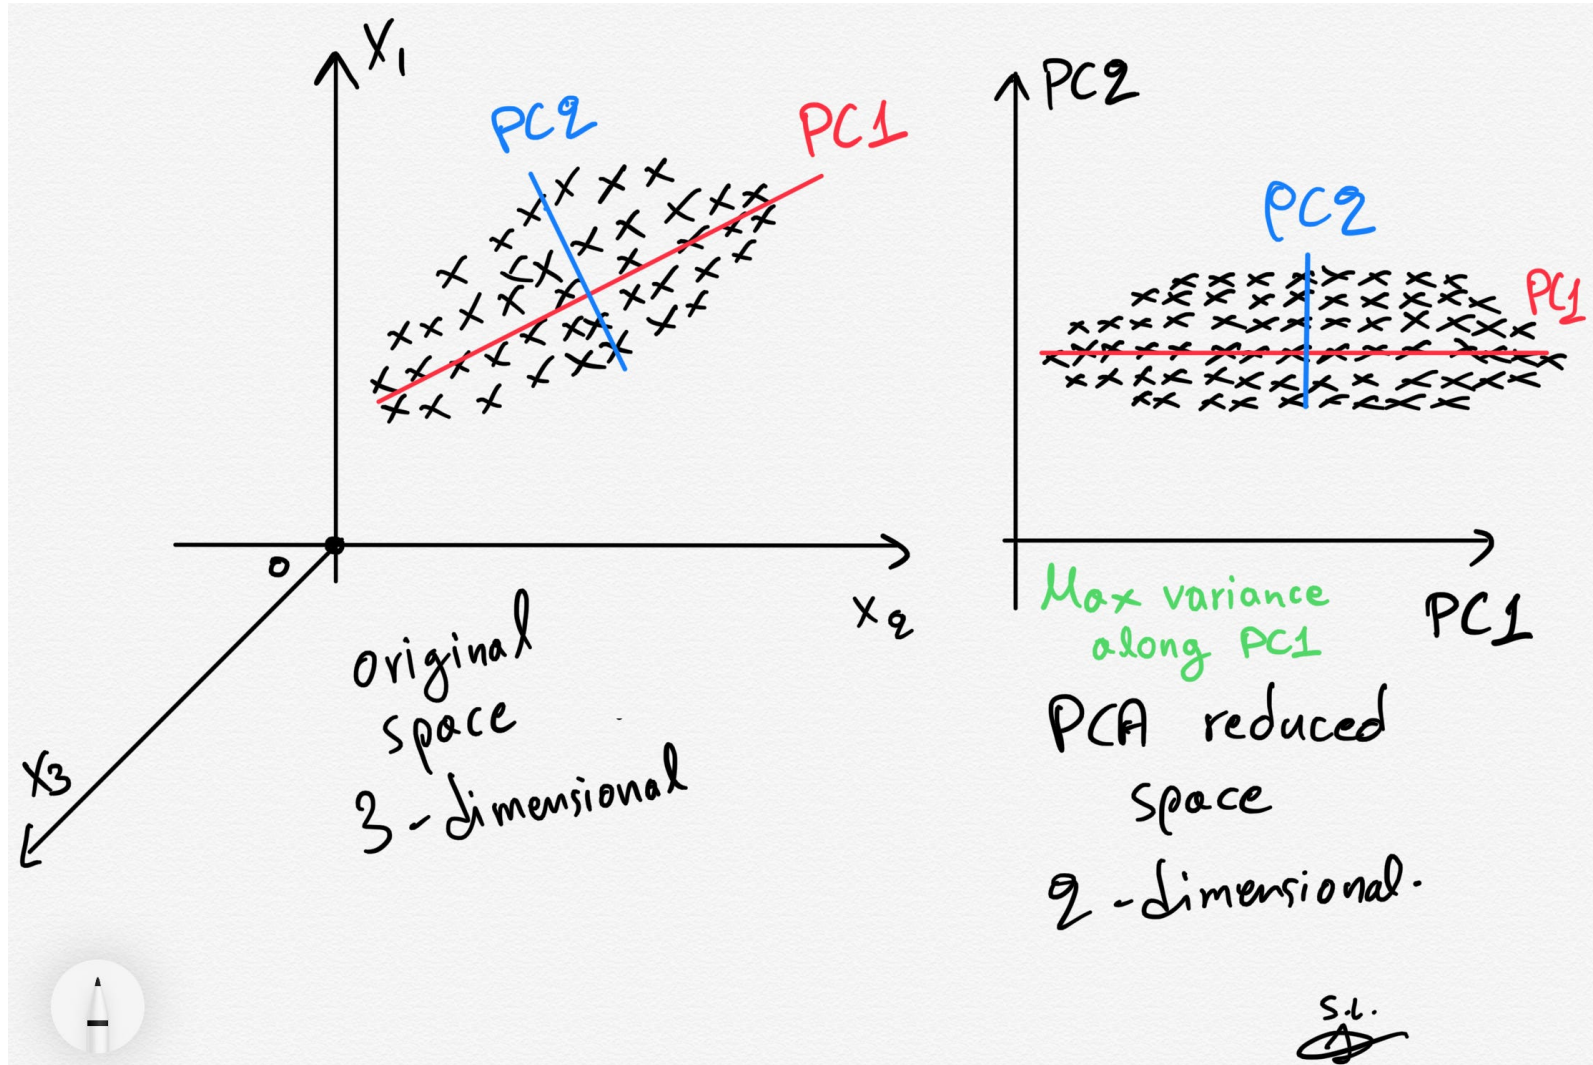 X1
PC2
PC1
0
X2
X3
original
space
3-dimensional
PC2
PC2
PC1
PC1
Max variance
along PC1
PCA reduced
space
2-dimensional.
S.L.